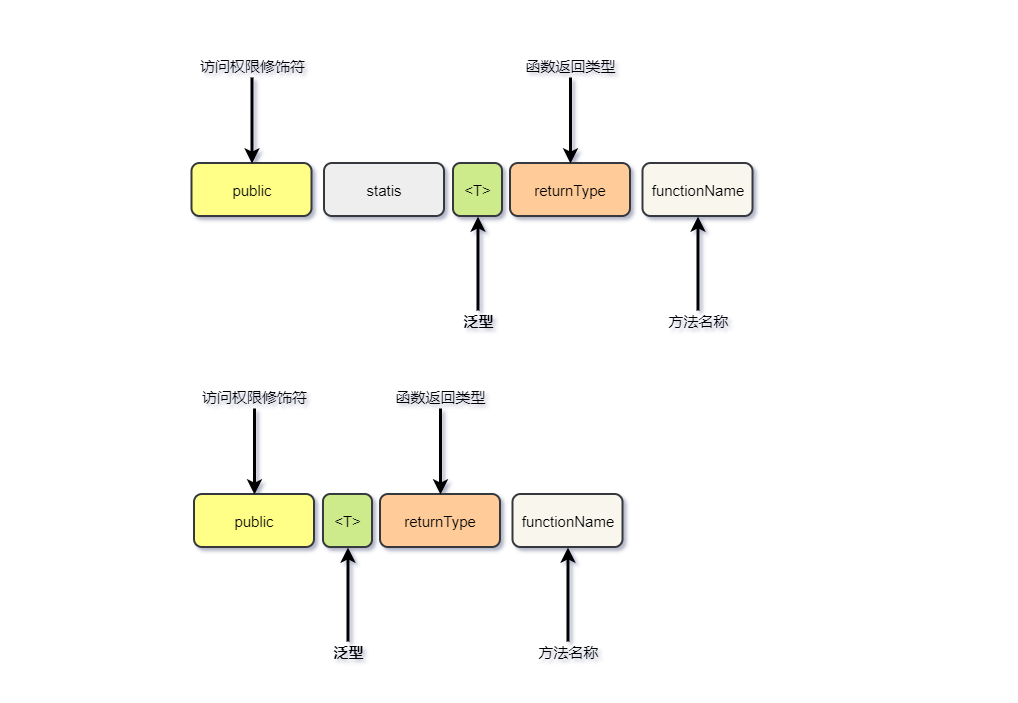 访问权限修饰符
函数返回类型
public
statis
<T>
returnType
functionName
泛型
方法名称
访问权限修饰符
函数返回类型
public
<T>
returnType
functionName
泛型
方法名称